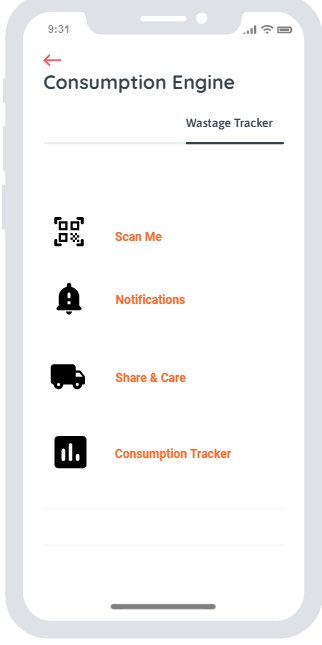 9:31
Consumption Engine
Wastage Tracker
Scan Me
Notifications
Share & Care
Consumption Tracker